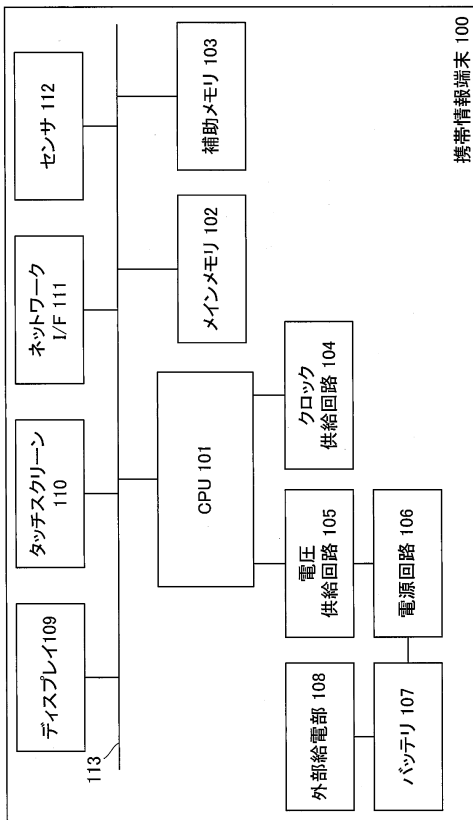 ディスプレイ109
タッチスクリーン
110
ネットワーク
I/F 111
センサ 112
113
CPU 101
メインメモリ 102
補助メモリ 103
外部給電部 108
電圧
供給回路 105
クロック
供給回路 104
バッテリ 107
電源回路 106
携帯情報端末 100